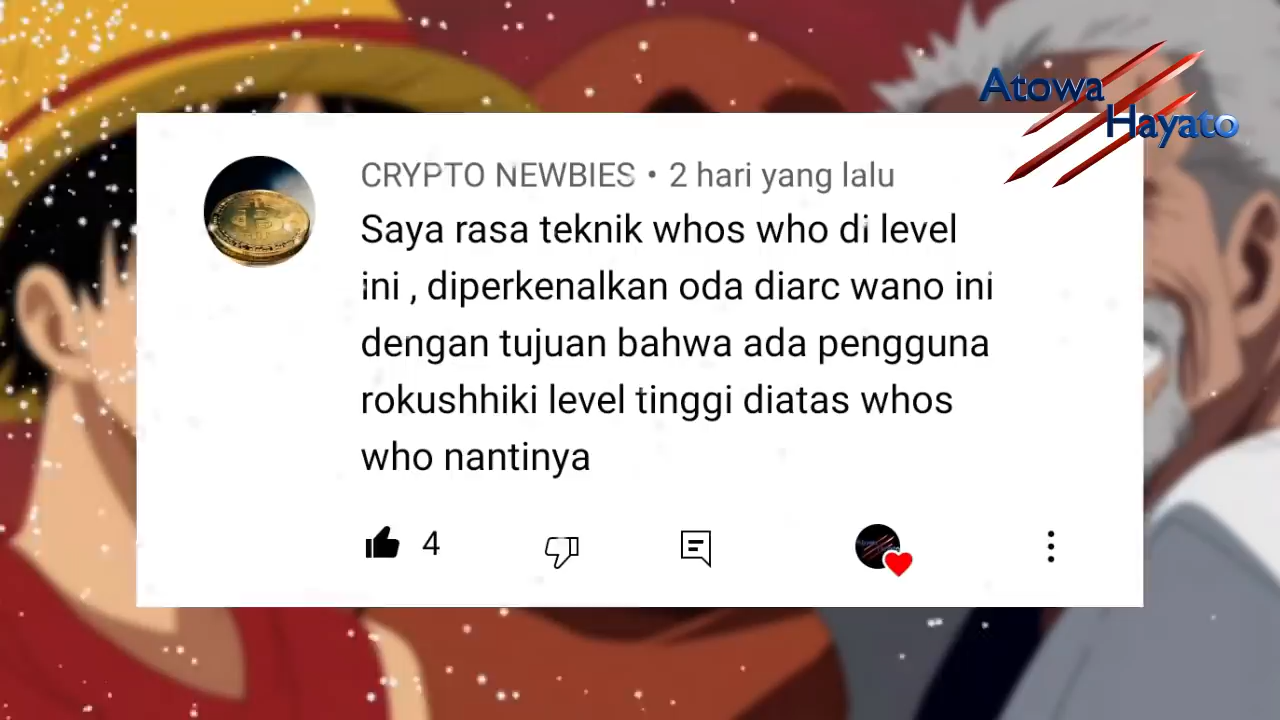 Atowa
Hayato
CRYPTO NEWBIES • 2 hari yang lalu
Saya rasa teknik whos who di level
ini , diperkenalkan oda diarc wano ini
dengan tujuan bahwa ada pengguna
rokushhiki level tinggi diatas whos
who nantinya
4